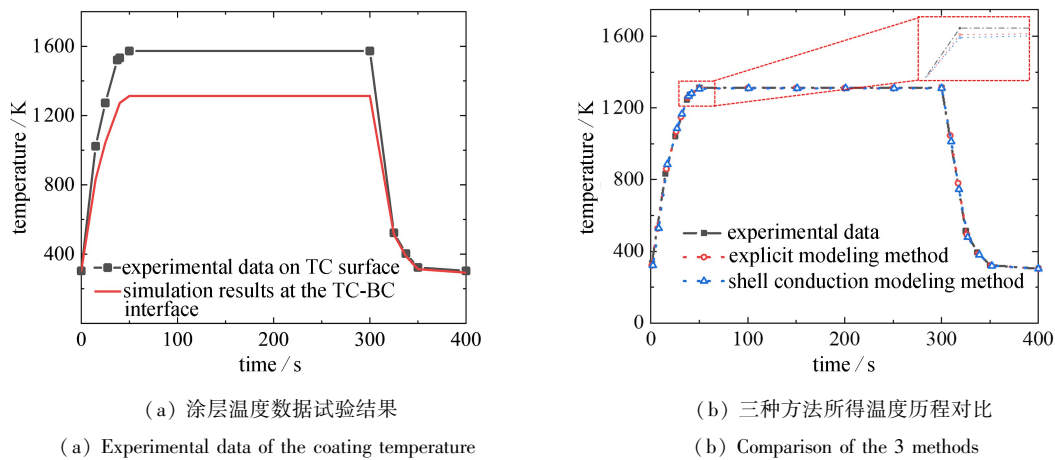 1600
1200
800
400
0
100
200
300
400
temperature / K
time / s
experimental data on TC surface
simulation results at the TC-BC
interface
(a) 涂层温度数据试验结果
(a) Experimental data of the coating temperature
1600
1200
800
400
0
0
100
200
300
400
temperature / K
time / s
experimental data
explicit modeling method
shell conduction modeling method
(b) 三种方法所得温度历程对比
(b) Comparison of the 3 methods